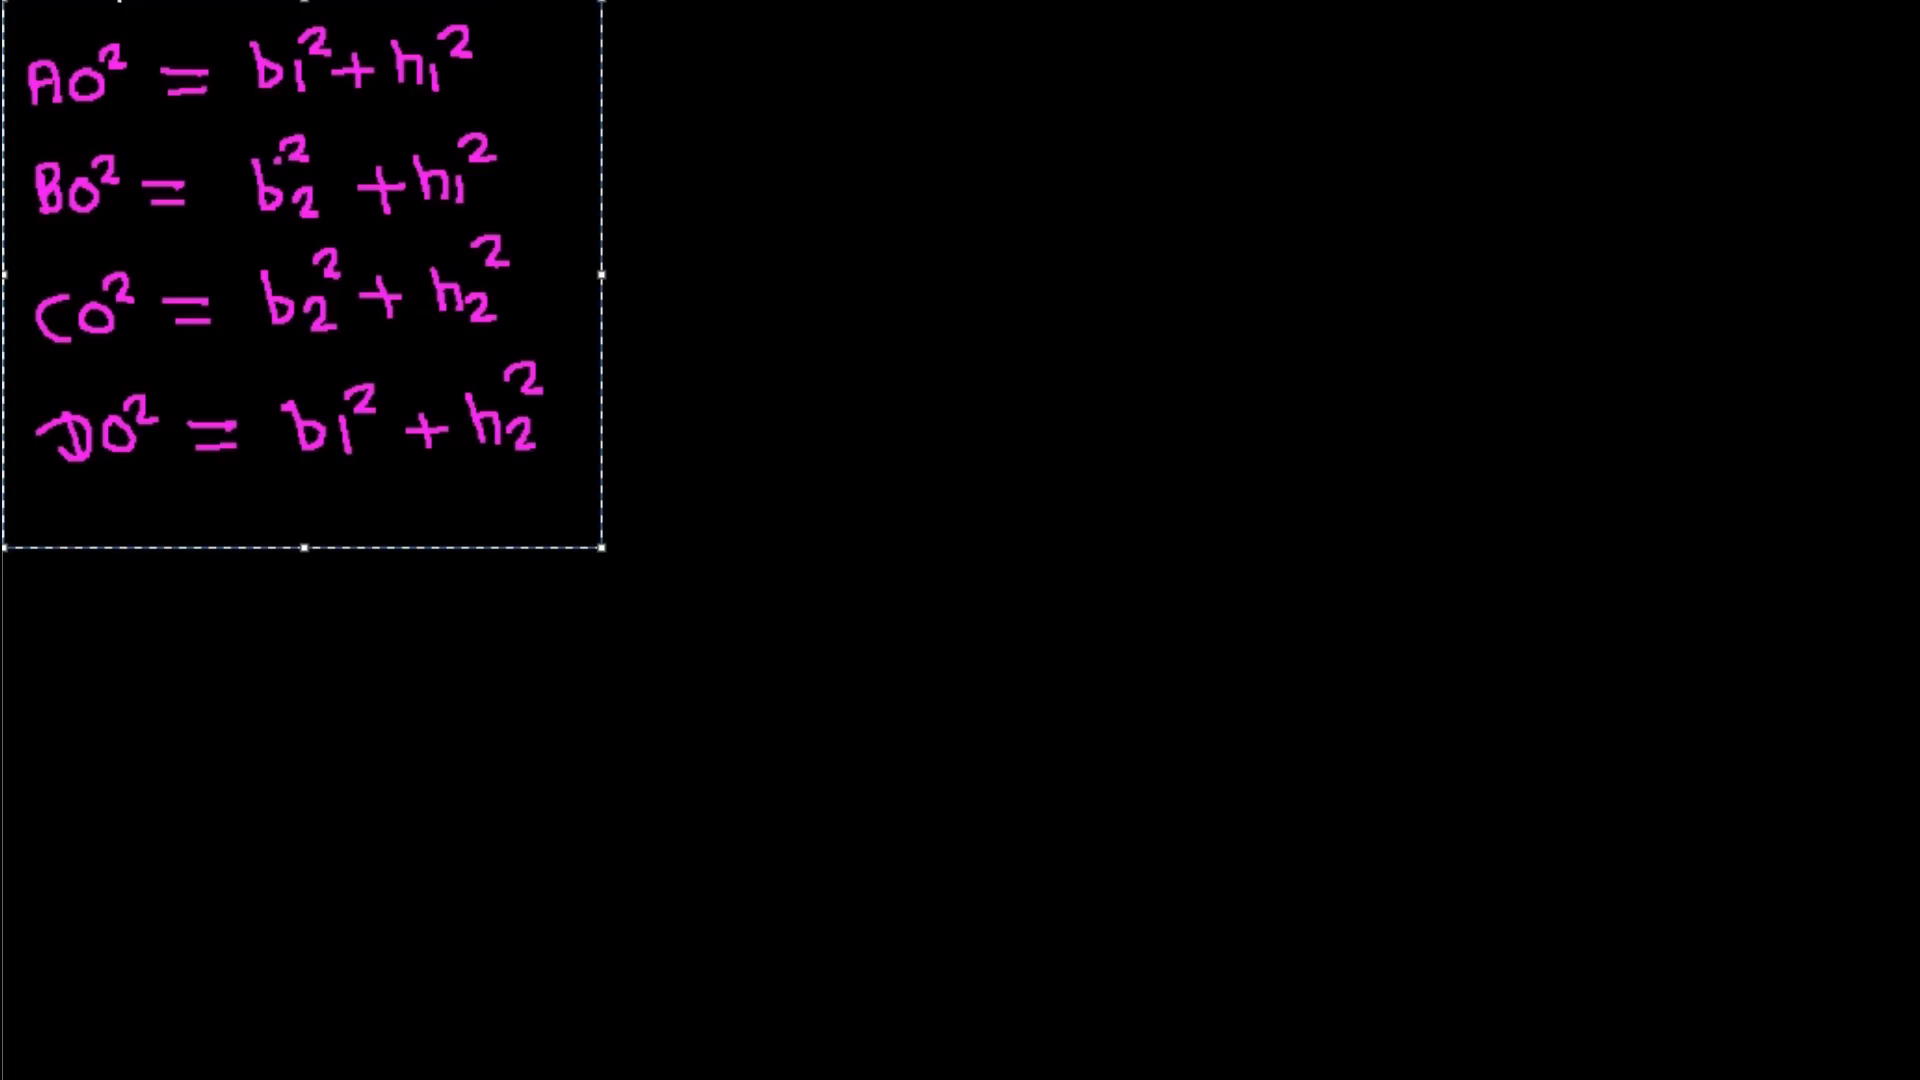 AO² = b1² + h1²
BO² = b2² + h1²
CO² = b2² + h2²
DO² = b1² + h2²